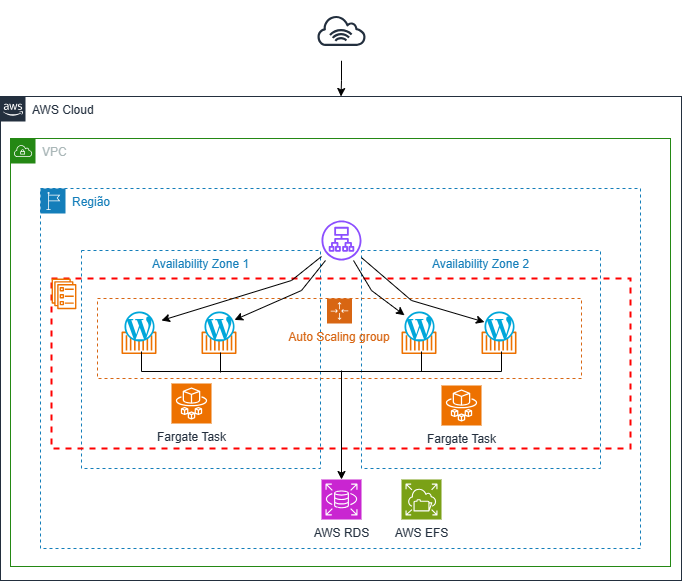 aws
AWS Cloud
VPC
Região
Availability Zone 1
Availability Zone 2
Auto Scaling group
Fargate Task
Fargate Task
AWS RDS
AWS EFS